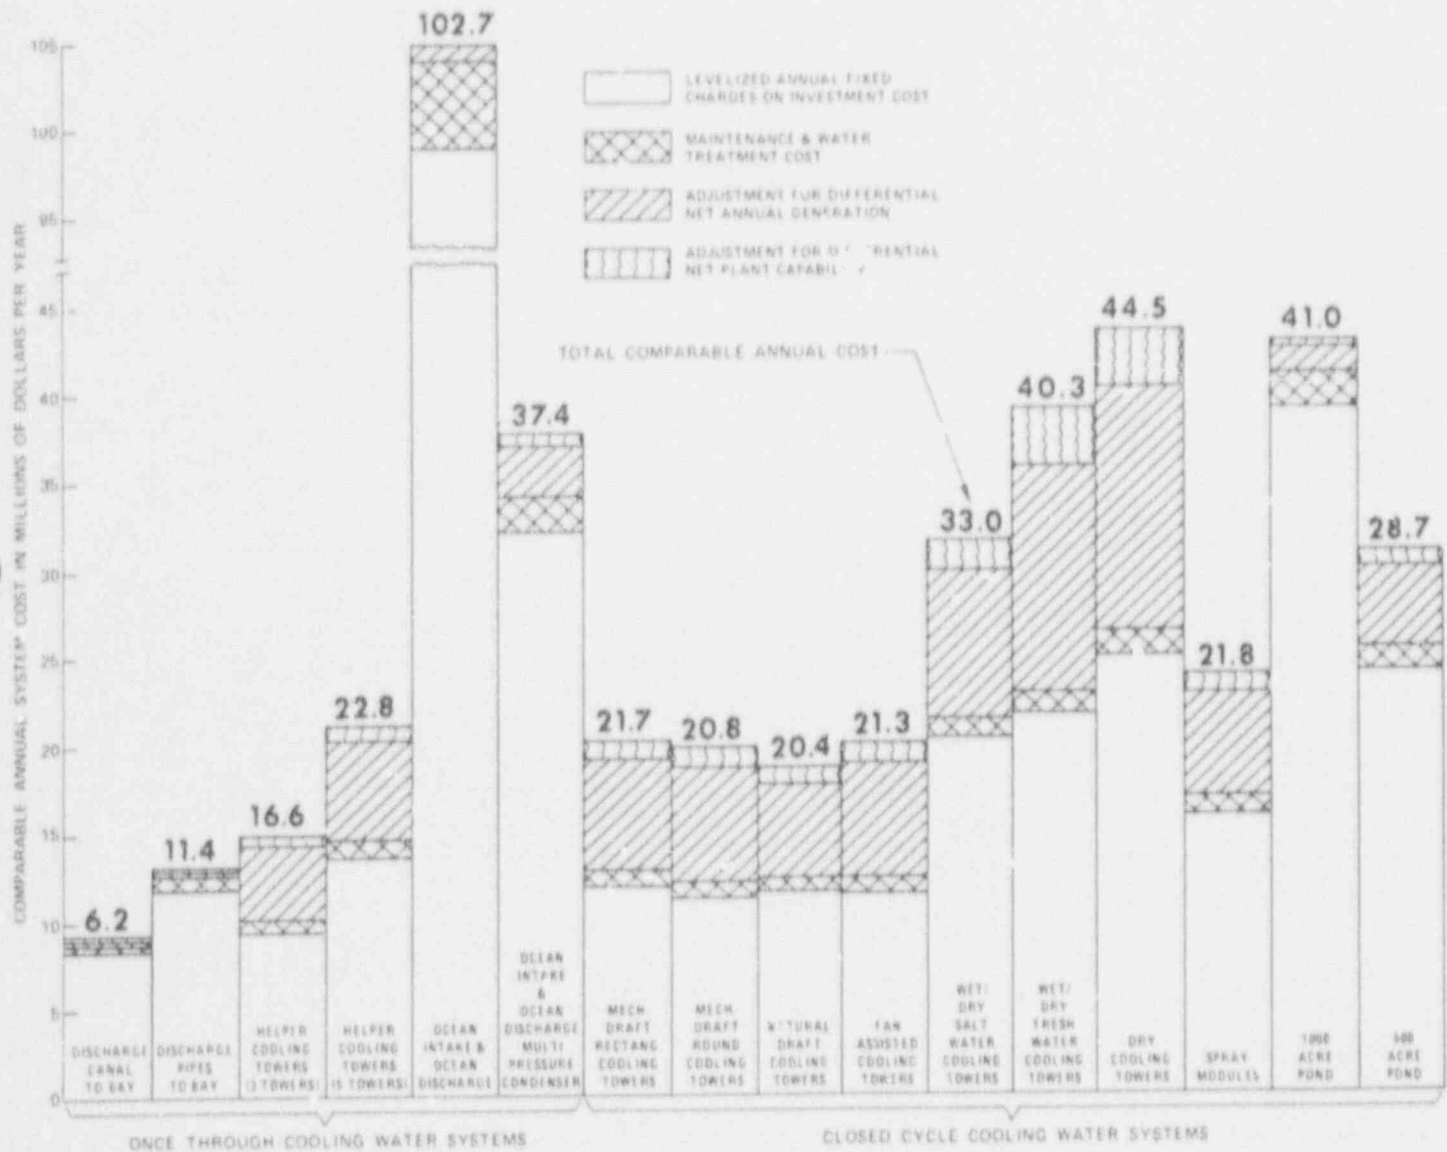 102.7
105
100
95
45
40
35
30
25
20
15
10
5
0
COMPARABLE ANNUAL SYSTEM COST IN MILLIONS OF DOLLARS PER YEAR
LEVELIZED ANNUAL FIXED
CHARGES ON INVESTMENT COST
MAINTENANCE & WATER
TREATMENT COST
ADJUSTMENT FOR DIFFERENTIAL
NET ANNUAL GENERATION
ADJUSTMENT FOR
NET PLANT
TOTAL COMPARABLE ANNUAL COST
6.2
11.4
16.6
22.8
37.4
21.7
20.8
20.4
21.3
33.0
40.3
44.5
21.8
41.0
28.7
DISCHARGE
CANAL
TO BAY
DISCHARGE
PIPES
TO BAY
HELPER
COOLING
TOWERS
TOWERS)
HELPER
COOLING
TOWERS
(5 TOWERS)
OCEAN
INTAKE &
OCEAN
DISCHARGE
OCEAN
INTAKE
&
OCEAN
DISCHARGE
MULTI
PRESSURE
CONDENSER
MECH
DRAFT
RECTANG
COOLING
TOWERS
MECH
DRAFT
ROUND
COOLING
TOWERS
NATURAL
DRAFT
COOLING
TOWERS
FAN
ASSISTED
COOLING
TOWERS
WET/
DRY
SALT
WATER
COOLING
TOWERS
WET/
DRY
FRESH
WATER
COOLING
TOWERS
DRY
COOLING
TOWERS
SPRAY
MODULES
ACRE
POND
ACRE
POND
ONCE THROUGH COOLING WATER SYSTEMS
CLOSED CYCLE COOLING WATER SYSTEMS